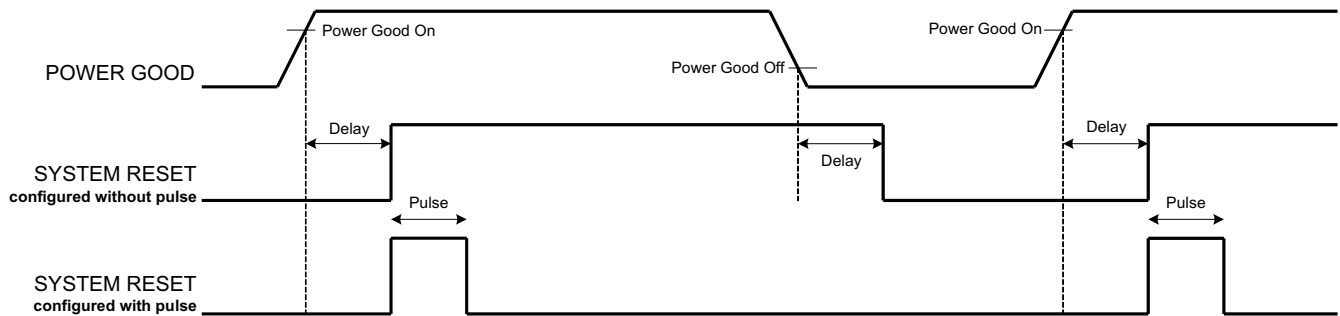 Power Good On
Power Good On
POWER GOOD
Power Good Off
Delay
Delay
Delay
SYSTEM RESET
configured without pulse
Pulse
Pulse
SYSTEM RESET
configured with pulse